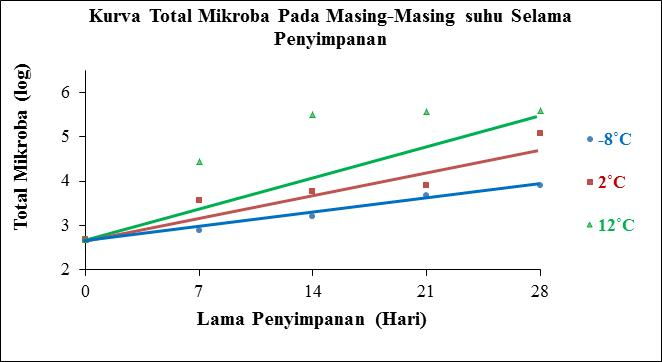 Kurva Total Mikroba Pada Masing-Masing suhu Selama
Penyimpanan
Total Mikroba (log)
6
5
4
3
2
0 7 14 21 28
Lama Penyimpanan (Hari)
-8˚C
2˚C
12˚C